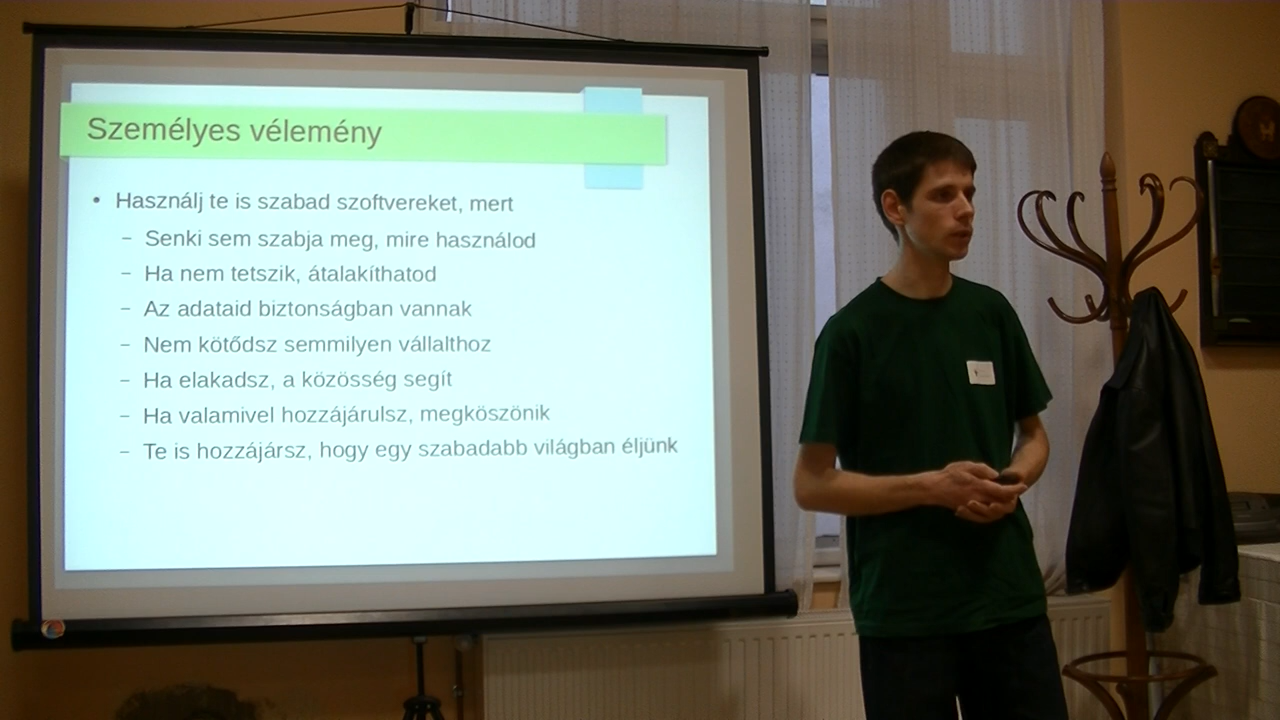 Személyes vélemény
• Használj te is szabad szoftvereket, mert
– Senki sem szabja meg, mire használod
– Ha nem tetszik, átalakíthatod
– Az adataid biztonságban vannak
– Nem kötődsz semmilyen vállalthoz
– Ha elakadsz, a közösség segít
– Ha valamivel hozzájárulsz, megköszönik
– Te is hozzájársz, hogy egy szabadabb világban éljünk